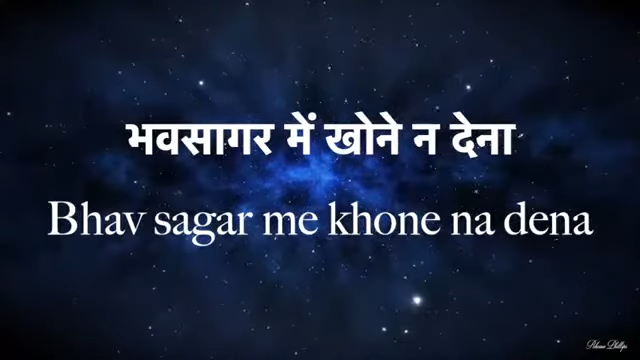 भवसागर में खोने न देना
Bhav sagar me khone na dena